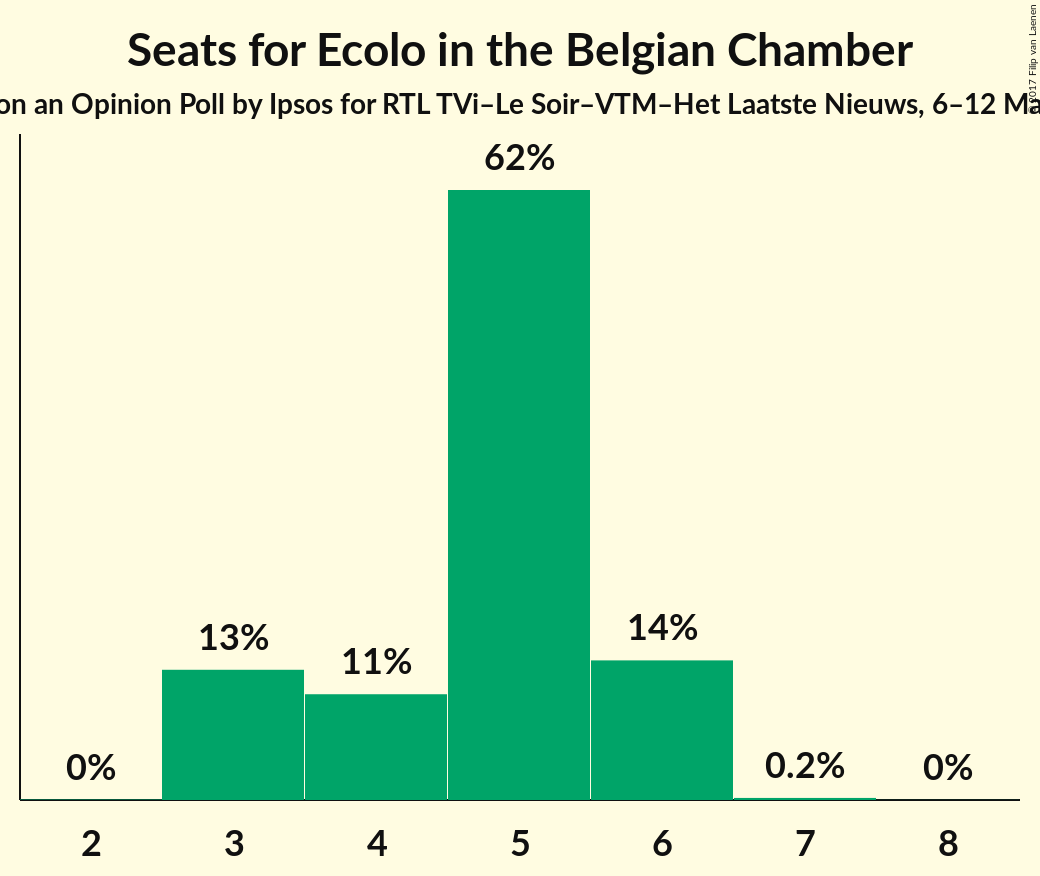 Seats for Ecolo in the Belgian Chamber
on an Opinion Poll by Ipsos for RTL TVi–Le Soir–VTM–Het Laatste Nieuws, 6–12 Ma
© 2017 Filip van Laenen
62%
14%
13%
11%
0%
0.2%
0%
2 3 4 5 6 7 8